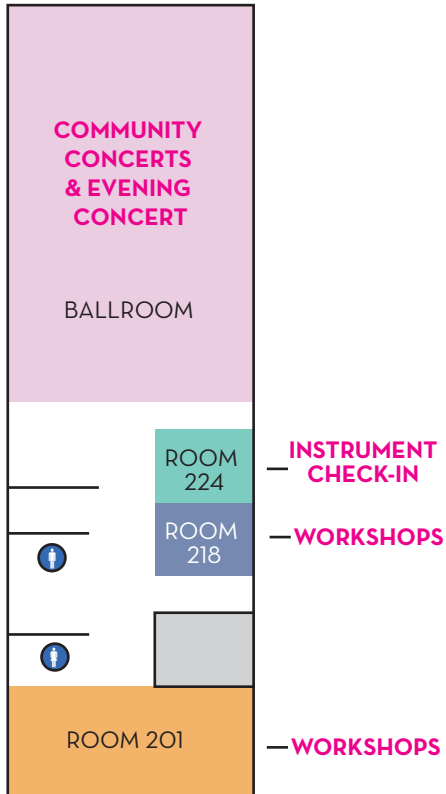 COMMUNITY
CONCERTS
& EVENING
CONCERT
BALLROOM
ROOM
224
INSTRUMENT
CHECK-IN
ROOM
218
WORKSHOPS
ROOM 201
WORKSHOPS